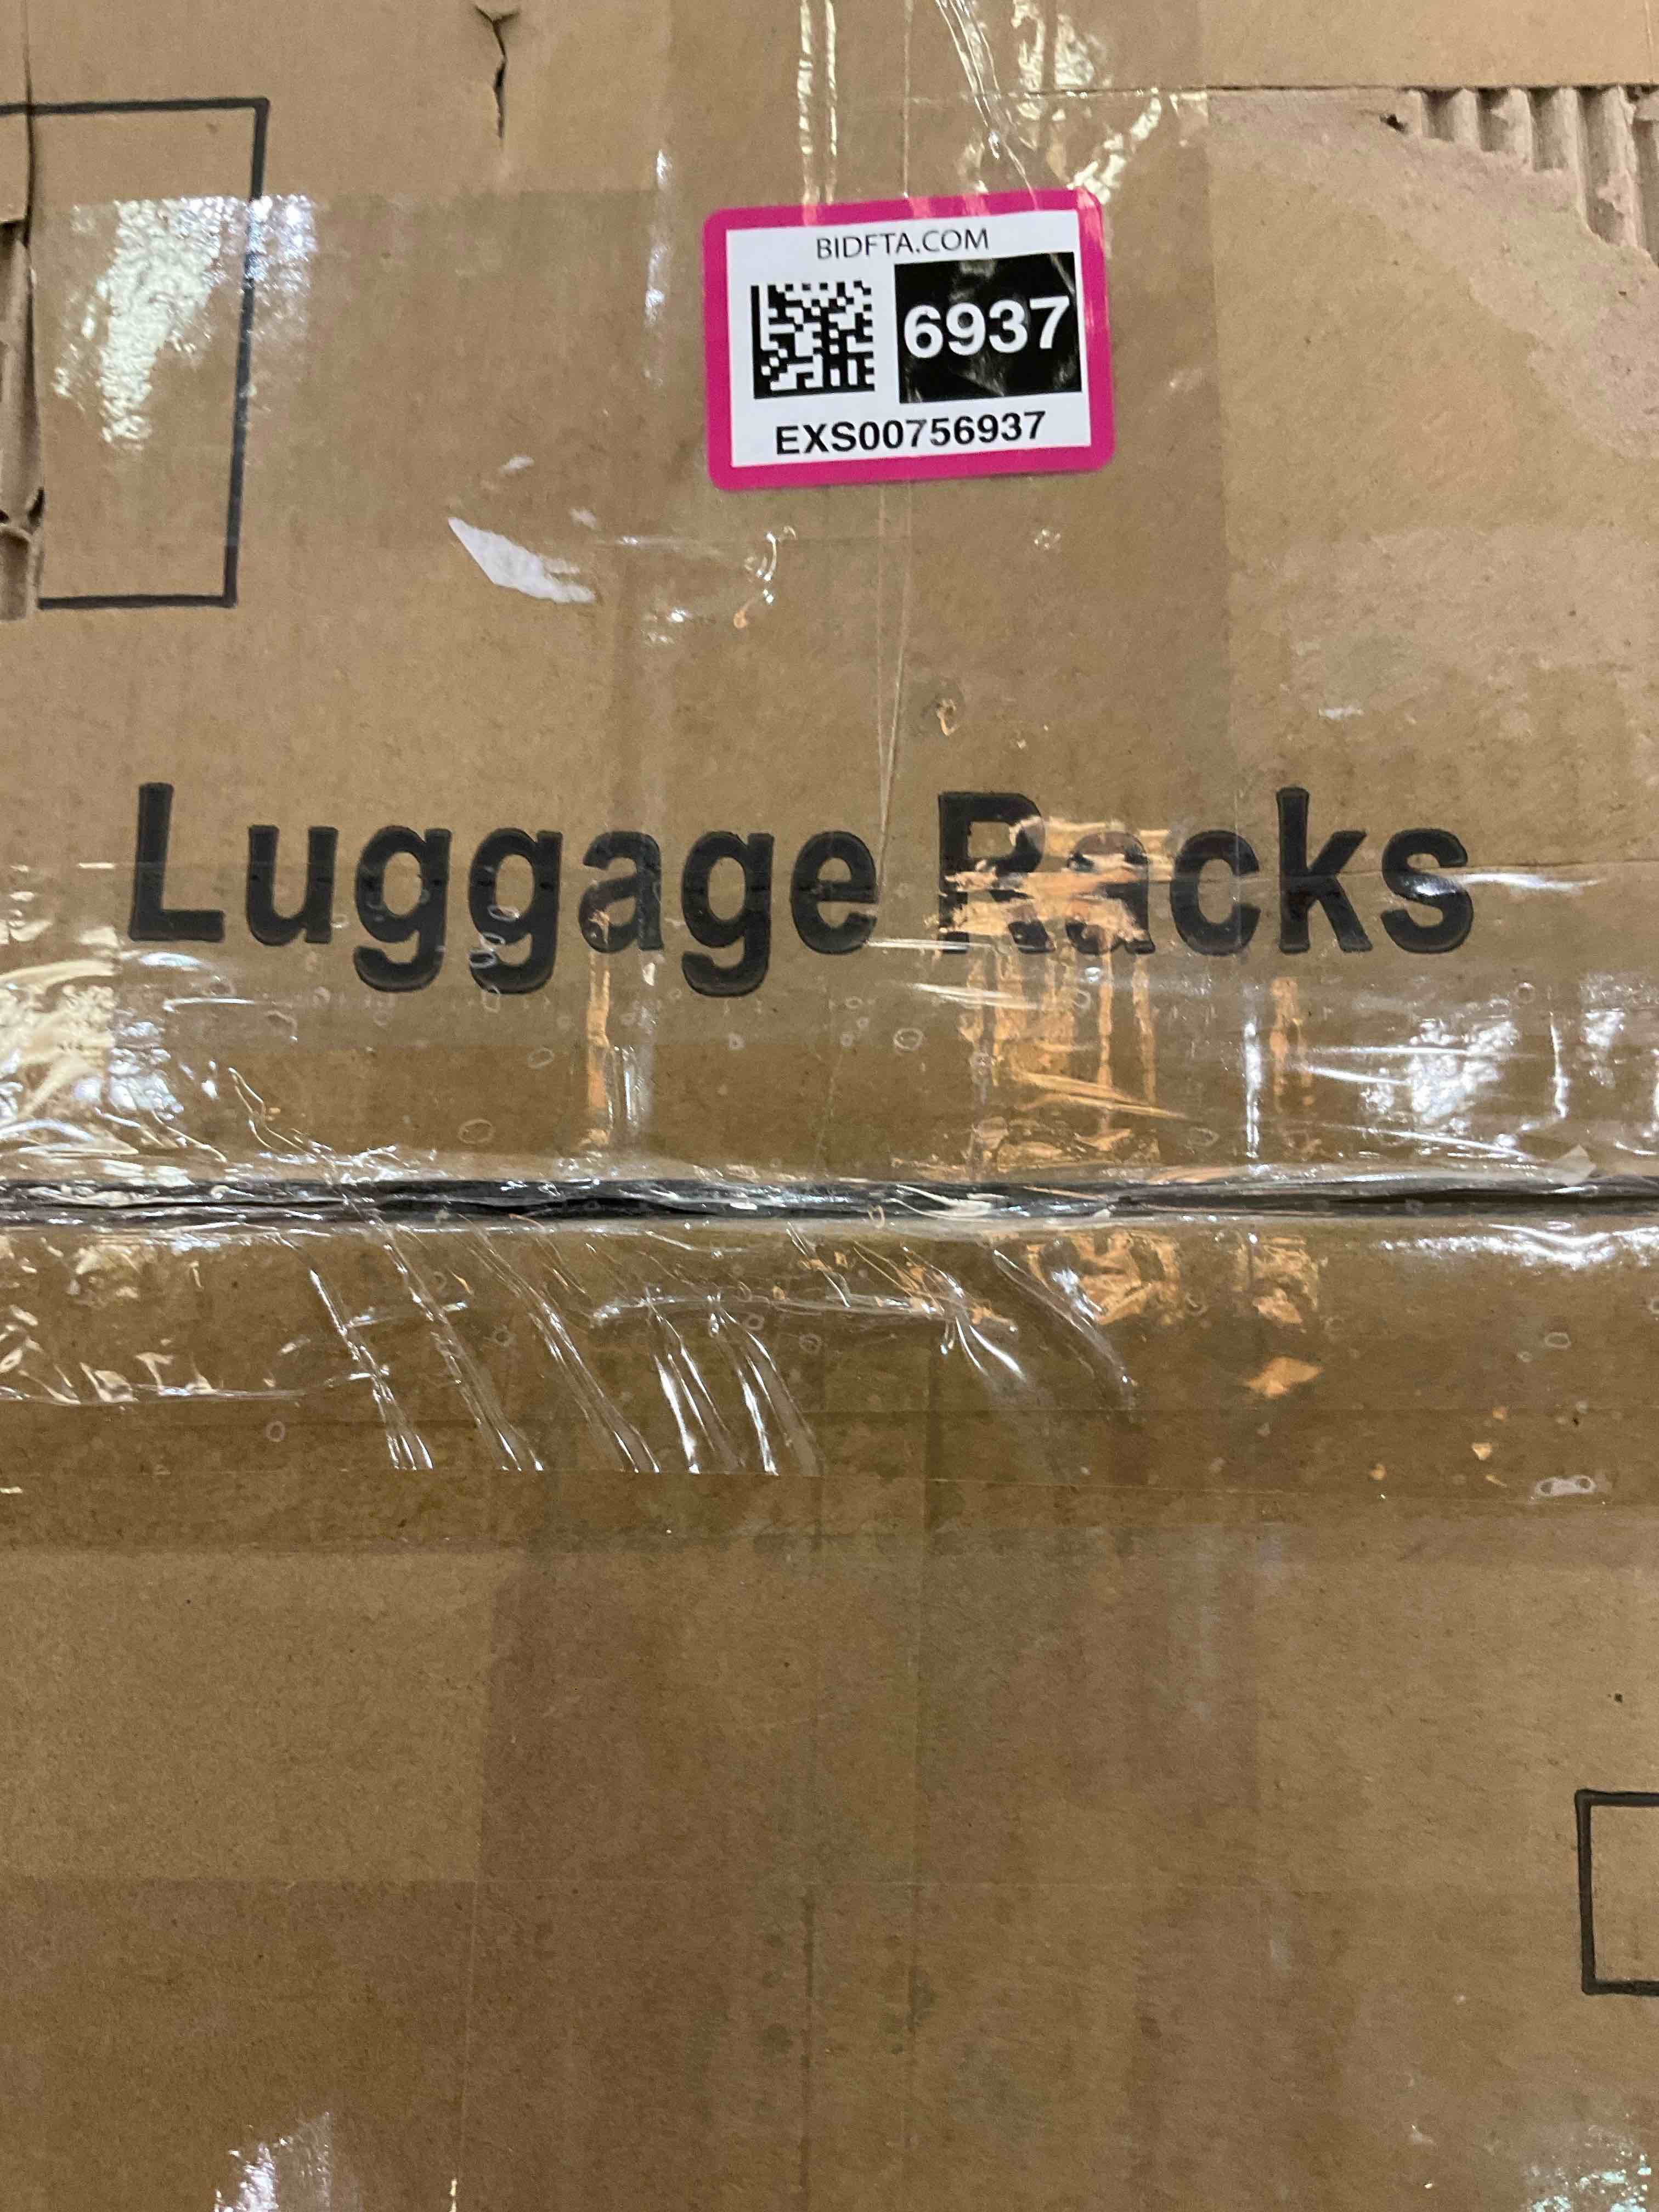 BIDFTA.COM
6937
EXS00756937
Luggage Racks